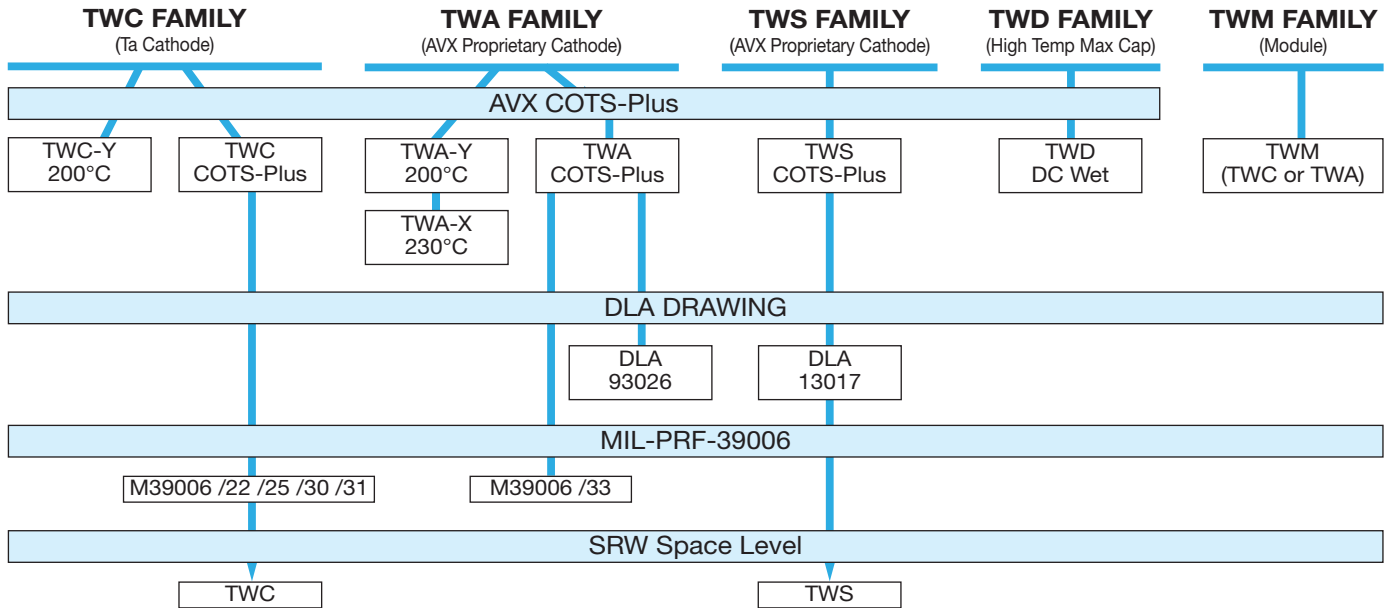 TWC FAMILY
(Ta Cathode)
TWA FAMILY
(AVX Proprietary Cathode)
TWS FAMILY
(AVX Proprietary Cathode)
TWD FAMILY
(High Temp Max Cap)
TWM FAMILY
(Module)
AVX COTS-Plus
TWC-Y
200°C
TWC
COTS-Plus
TWA-Y
200°C
TWA
COTS-Plus
TWS
COTS-Plus
TWD
DC Wet
TWM
(TWC or TWA)
TWA-X
230°C
DLA DRAWING
DLA
93026
DLA
13017
MIL-PRF-39006
M39006 /22 /25 /30 /31
M39006 /33
SRW Space Level
TWC
TWS